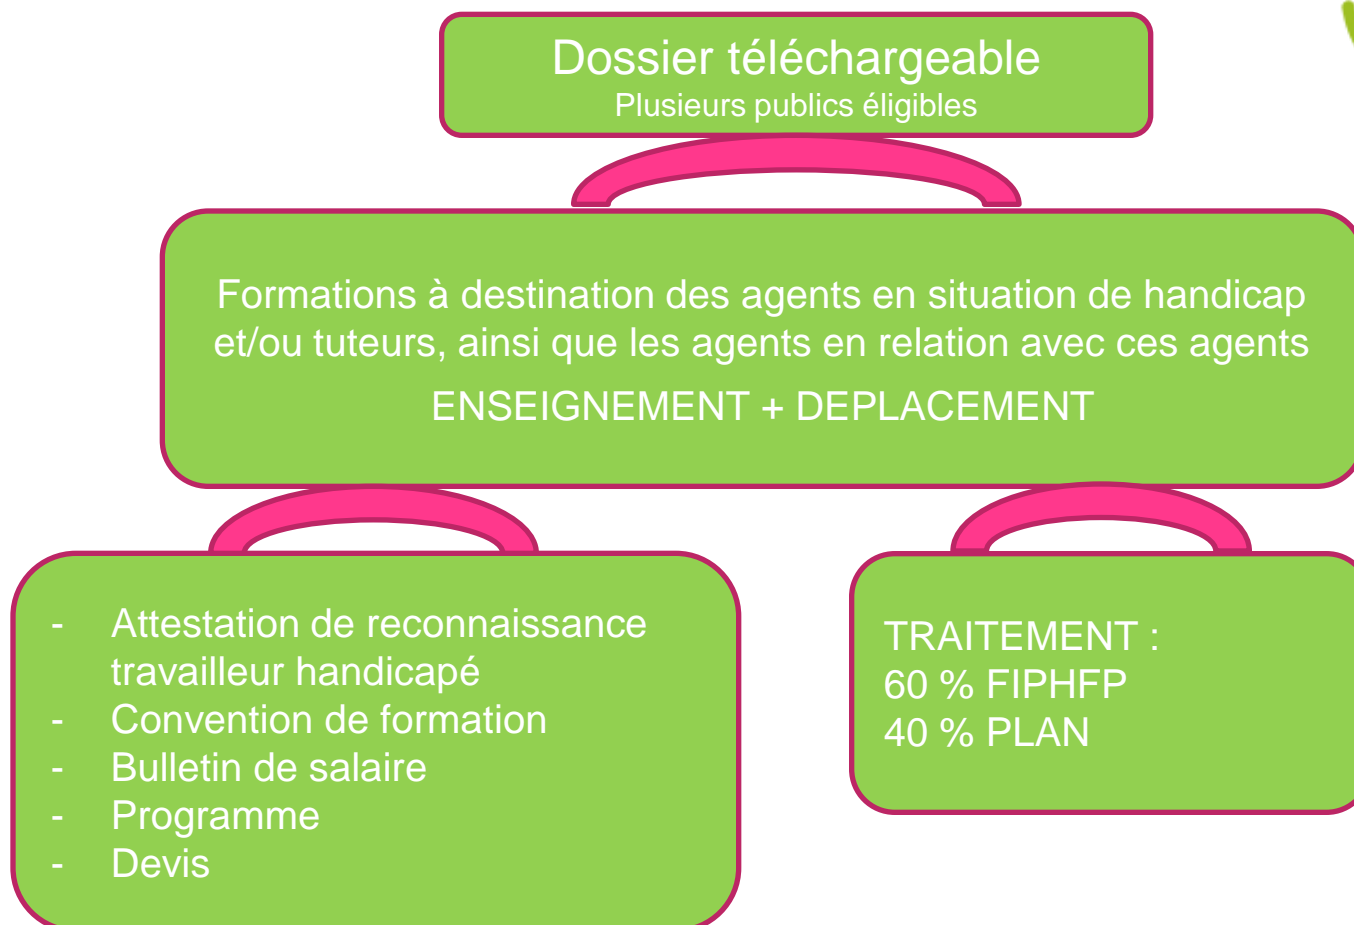 Dossier téléchargeable
Plusieurs publics éligibles
Formations à destination des agents en situation de handicap
et/ou tuteurs, ainsi que les agents en relation avec ces agents
ENSEIGNEMENT + DEPLACEMENT
- Attestation de reconnaissance
travailleur handicapé
- Convention de formation
- Bulletin de salaire
- Programme
- Devis
TRAITEMENT :
60 % FIPHFP
40 % PLAN